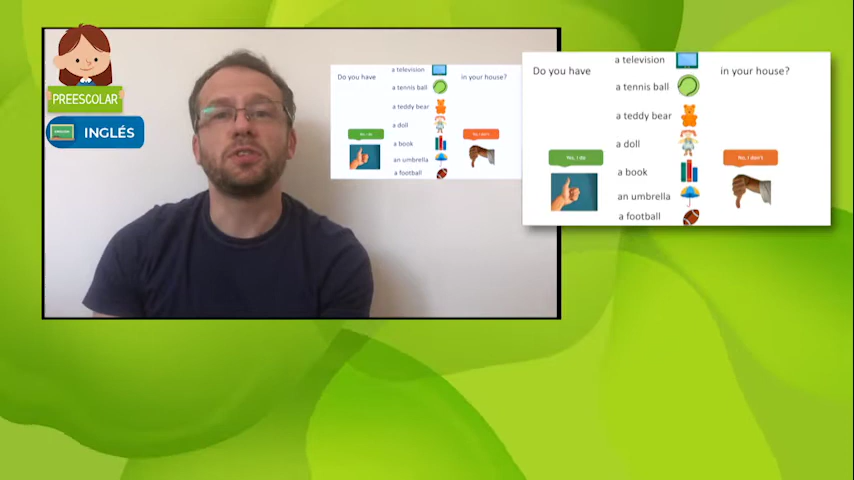 PREESCOLAR
INGLÉS
Do you have
a television
a tennis ball
a teddy bear
a doll
a book
an umbrella
a football
in your house?
Yes, I do
No, I don't
Do you have
a television
a tennis ball
a teddy bear
a doll
a book
an umbrella
a football
in your house?
Yes, I do
No, I don't